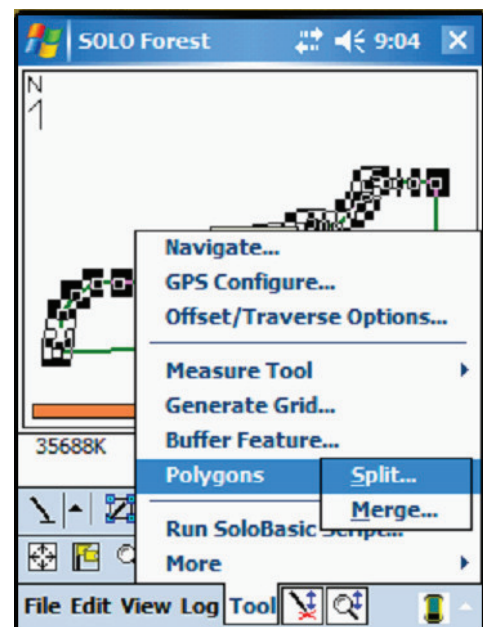 SOLO Forest 9:04
N
Navigate...
GPS Configure...
Offset/Traverse Options...
Measure Tool
Generate Grid...
35688K
Buffer Feature...
Polygons
Split...
Merge...
Run SoloBasic Script...
More
File Edit View Log Tool